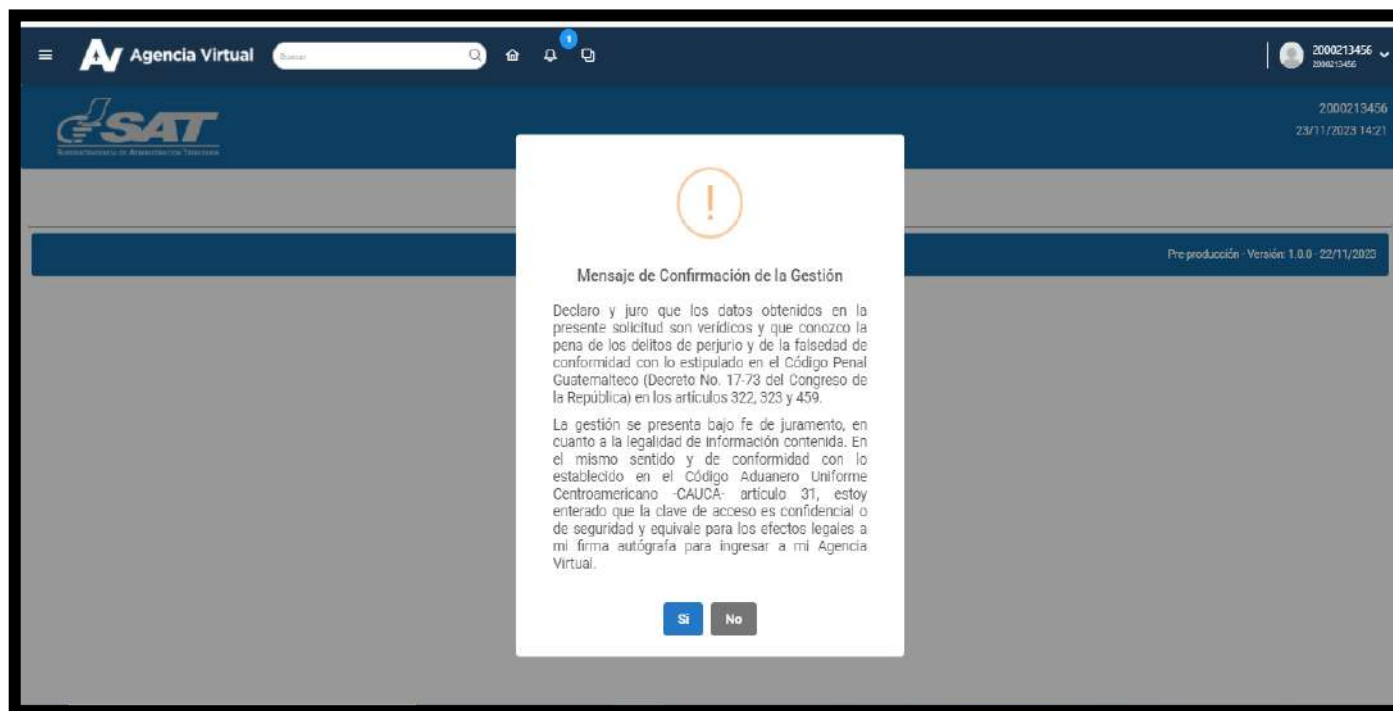 Agencia Virtual
Buscar
1
2000213456
2000213456
SAT
SUPERINTENDENCIA DE ADMINISTRACIÓN TRIBUTARIA
2000213456
23/11/2023 14:21
Pre producción - Versión: 1.0.0 - 22/11/2023
!
Mensaje de Confirmación de la Gestión
Declaro y juro que los datos obtenidos en la
presente solicitud son verídicos y que conozco la
pena de los delitos de perjurio y de la falsedad de
conformidad con lo estipulado en el Código Penal
Guatemalteco (Decreto No. 17-73 del Congreso de
la República) en los artículos 322, 323 y 459.
La gestión se presenta bajo fe de juramento, en
cuanto a la legalidad de información contenida. En
el mismo sentido y de conformidad con lo
establecido en el Código Aduanero Uniforme
Centroamericano -CAUCA- artículo 31, estoy
enterado que la clave de acceso es confidencial o
de seguridad y equivale para los efectos legales a
mi firma autógrafa para ingresar a mi Agencia
Virtual.
Si No